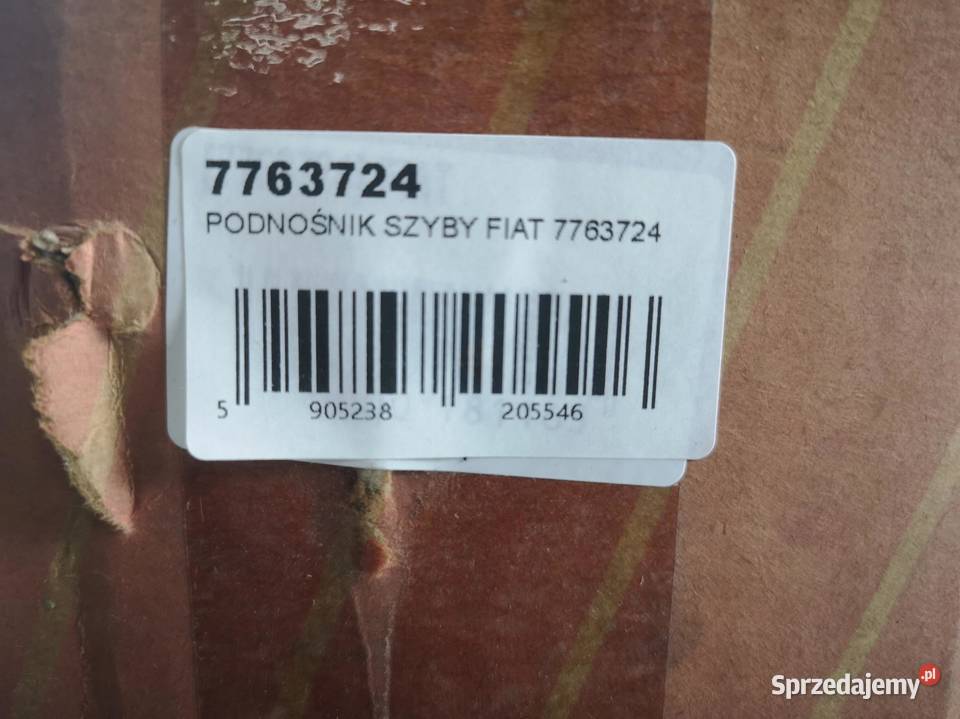 7763724
PODNOŚNIK SZYBY FIAT 7763724
5 905238 205546
Sprzedajemy.pl